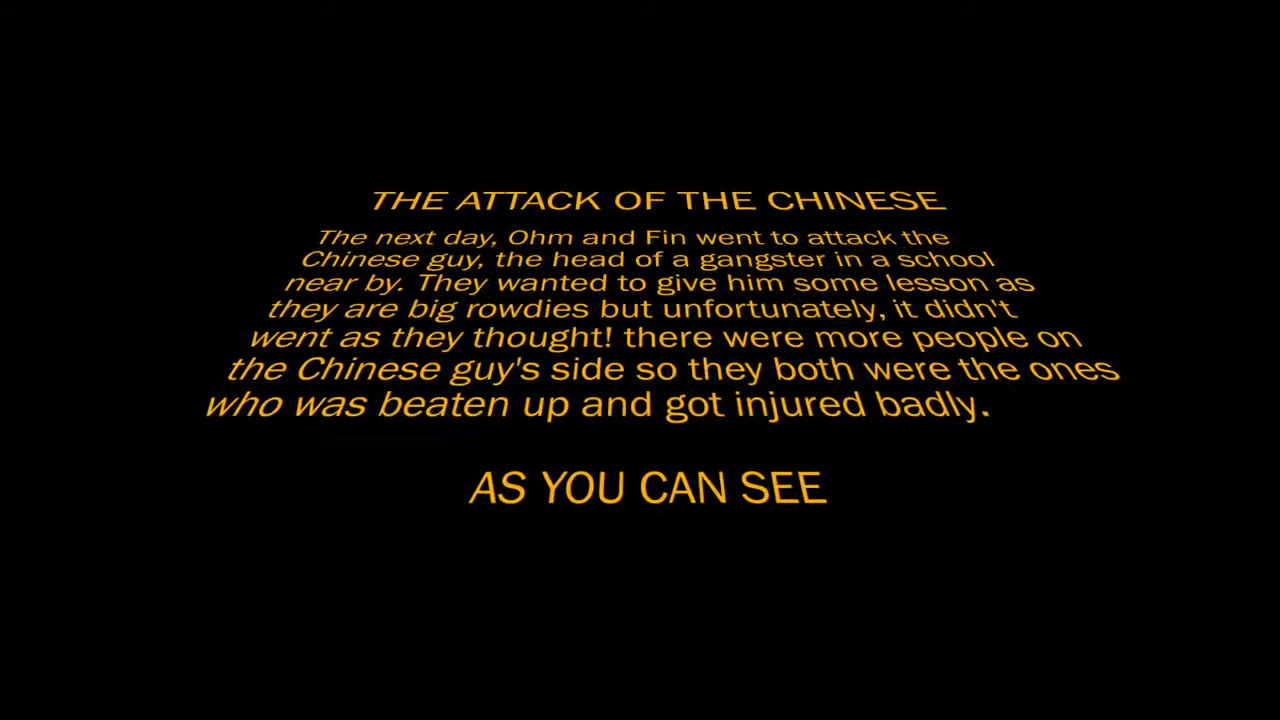 THE ATTACK OF THE CHINESE
The next day, Ohm and Fin went to attack the
Chinese guy, the head of a gangster in a school
near by. They wanted to give him some lesson as
they are big rowdies but unfortunately, it didn't
went as they thought! there were more people on
the Chinese guy's side so they both were the ones
who was beaten up and got injured badly.
AS YOU CAN SEE